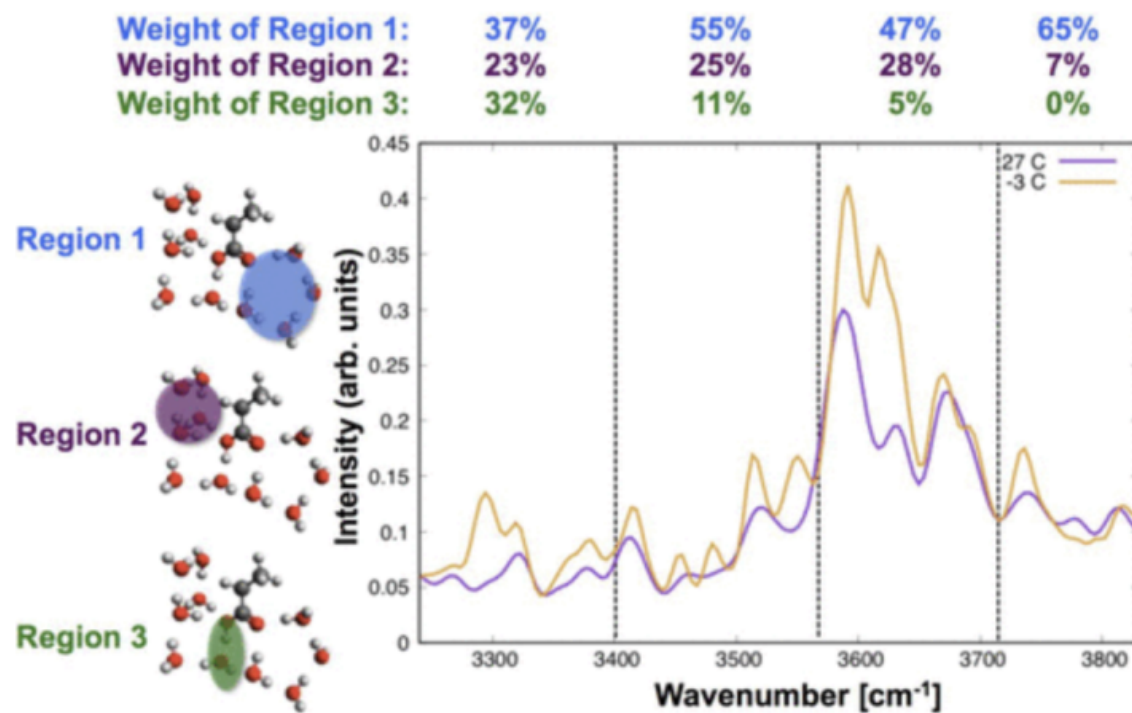 Weight of Region 1: 37% 55% 47% 65%
Weight of Region 2: 23% 25% 28% 7%
Weight of Region 3: 32% 11% 5% 0%
Region 1
Region 2
Region 3
Intensity (arb. units)
0.45
0.4
0.35
0.3
0.25
0.2
0.15
0.1
0.05
0
27 C
-3 C
3300 3400 3500 3600 3700 3800
Wavenumber [cm⁻¹]